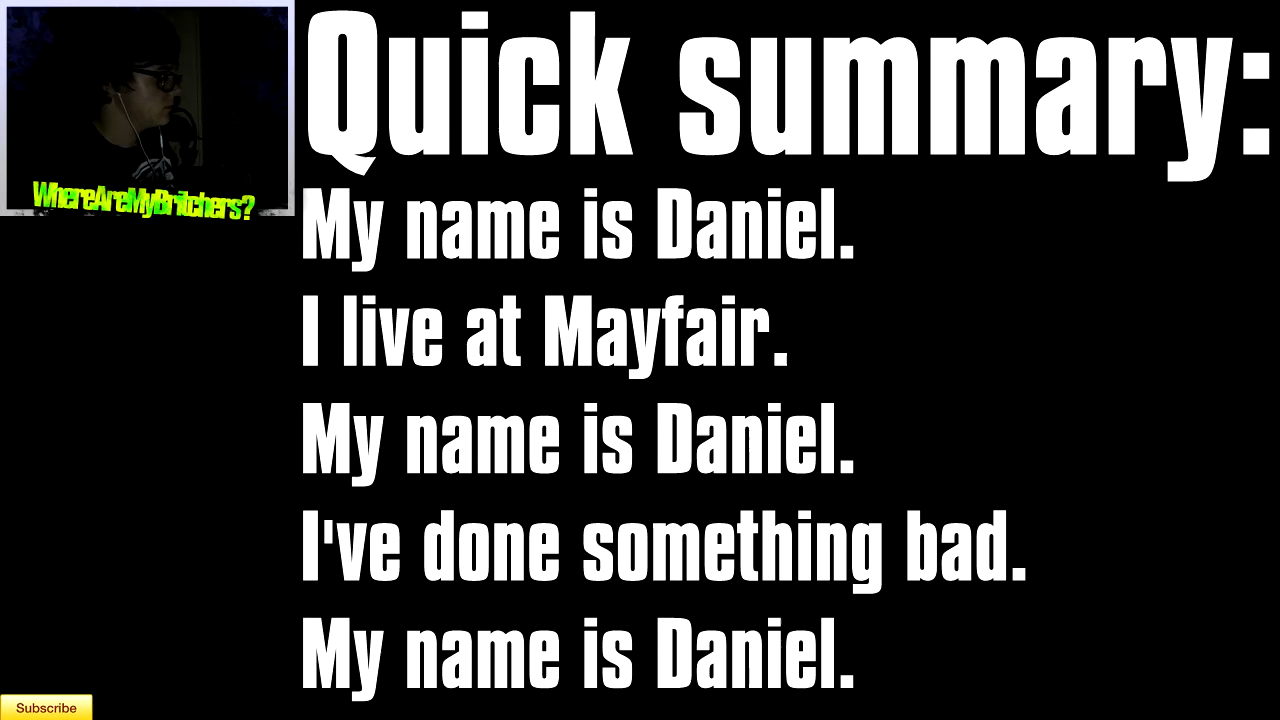 Quick summary:
My name is Daniel.
I live at Mayfair.
My name is Daniel.
I've done something bad.
My name is Daniel.
WhereAreMyBritchers?
Subscribe